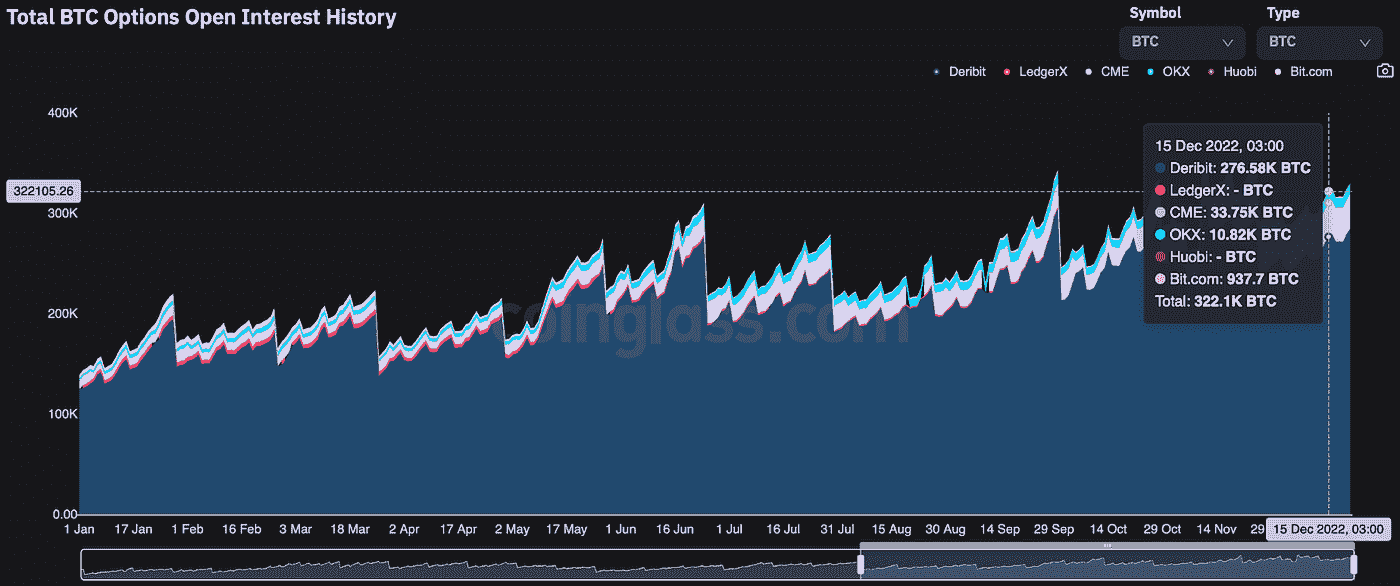 Total BTC Options Open Interest History
Symbol
Type
BTC
BTC
Deribit
LedgerX
CME
OKX
Huobi
Bit.com
400K
322105.26
300K
200K
100K
0.00
15 Dec 2022, 03:00
Deribit: 276.58K BTC
LedgerX: - BTC
CME: 33.75K BTC
OKX: 10.82K BTC
Huobi: - BTC
Bit.com: 937.7 BTC
Total: 322.1K BTC
coinglass.com
1 Jan
17 Jan
1 Feb
16 Feb
3 Mar
18 Mar
2 Apr
17 Apr
2 May
17 May
1 Jun
16 Jun
1 Jul
16 Jul
31 Jul
15 Aug
30 Aug
14 Sep
29 Sep
14 Oct
29 Oct
14 Nov
29
15 Dec 2022, 03:00